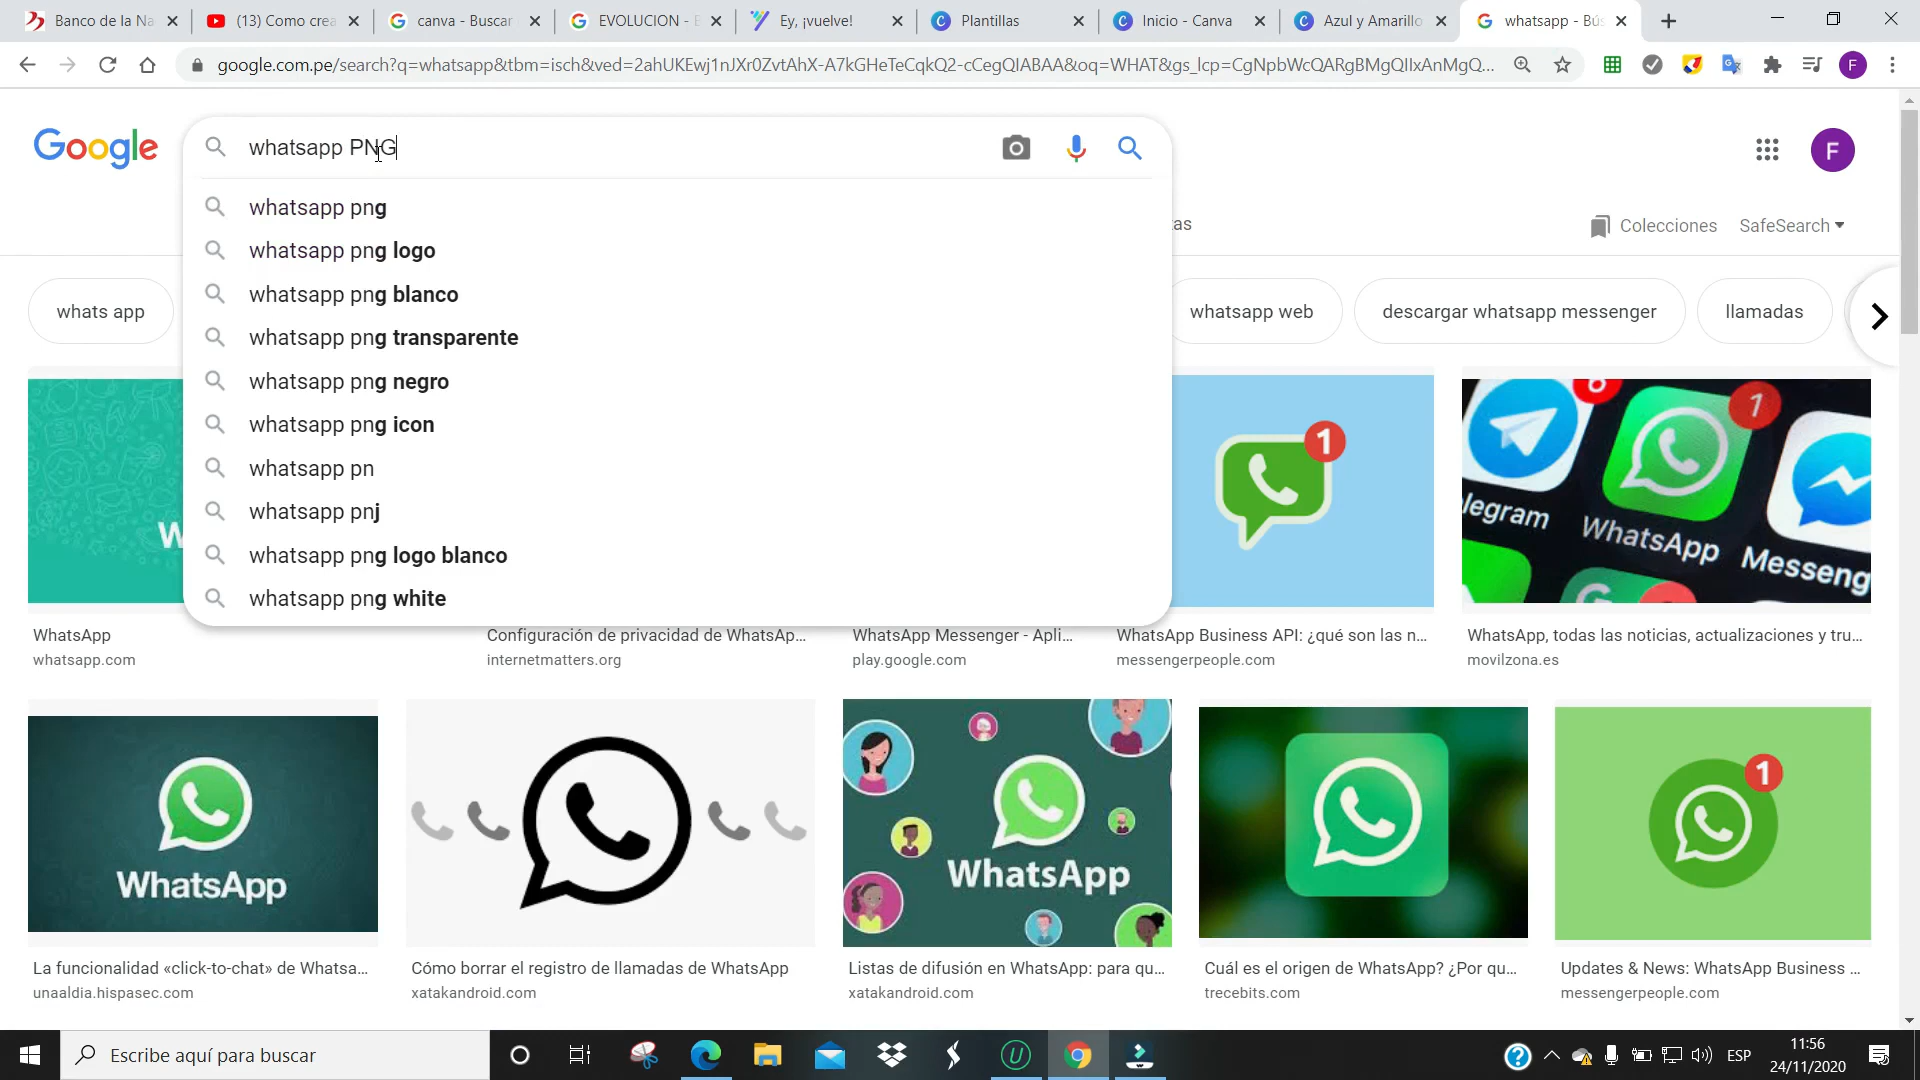 Banco de la Na
(13) Como crea
canva - Buscar
EVOLUCION - B
Ey, ¡vuelve!
Plantillas
Inicio - Canva
Azul y Amarillo
whatsapp - Bús
google.com.pe/search?q=whatsapp&tbm=isch&ved=2ahUKEwj1nJXr0ZvtAhX-A7kGHeTeCqkQ2-cCegQIABAA&oq=WHAT&gs_lcp=CgNpbWcQARgBMgQIIxAnMgQ...
F
Google
whatsapp PNG
F
whatsapp png
whatsapp png logo
whatsapp png blanco
whatsapp png transparente
whatsapp png negro
whatsapp png icon
whatsapp pn
whatsapp pnj
whatsapp png logo blanco
whatsapp png white
tas
Colecciones
SafeSearch
whats app
whatsapp web
descargar whatsapp messenger
llamadas
W
1
6
1
legram
WhatsApp
Messeng
WhatsApp
whatsapp.com
Configuración de privacidad de WhatsAp...
internetmatters.org
WhatsApp Messenger - Apli...
play.google.com
WhatsApp Business API: ¿qué son las n...
messengerpeople.com
WhatsApp, todas las noticias, actualizaciones y tru...
movilzona.es
WhatsApp
WhatsApp
1
La funcionalidad «click-to-chat» de Whatsa...
unaaldia.hispasec.com
Cómo borrar el registro de llamadas de WhatsApp
xatakandroid.com
Listas de difusión en WhatsApp: para qu...
xatakandroid.com
Cuál es el origen de WhatsApp? ¿Por qu...
trecebits.com
Updates & News: WhatsApp Business ...
messengerpeople.com
Escribe aquí para buscar
ESP
11:56
24/11/2020